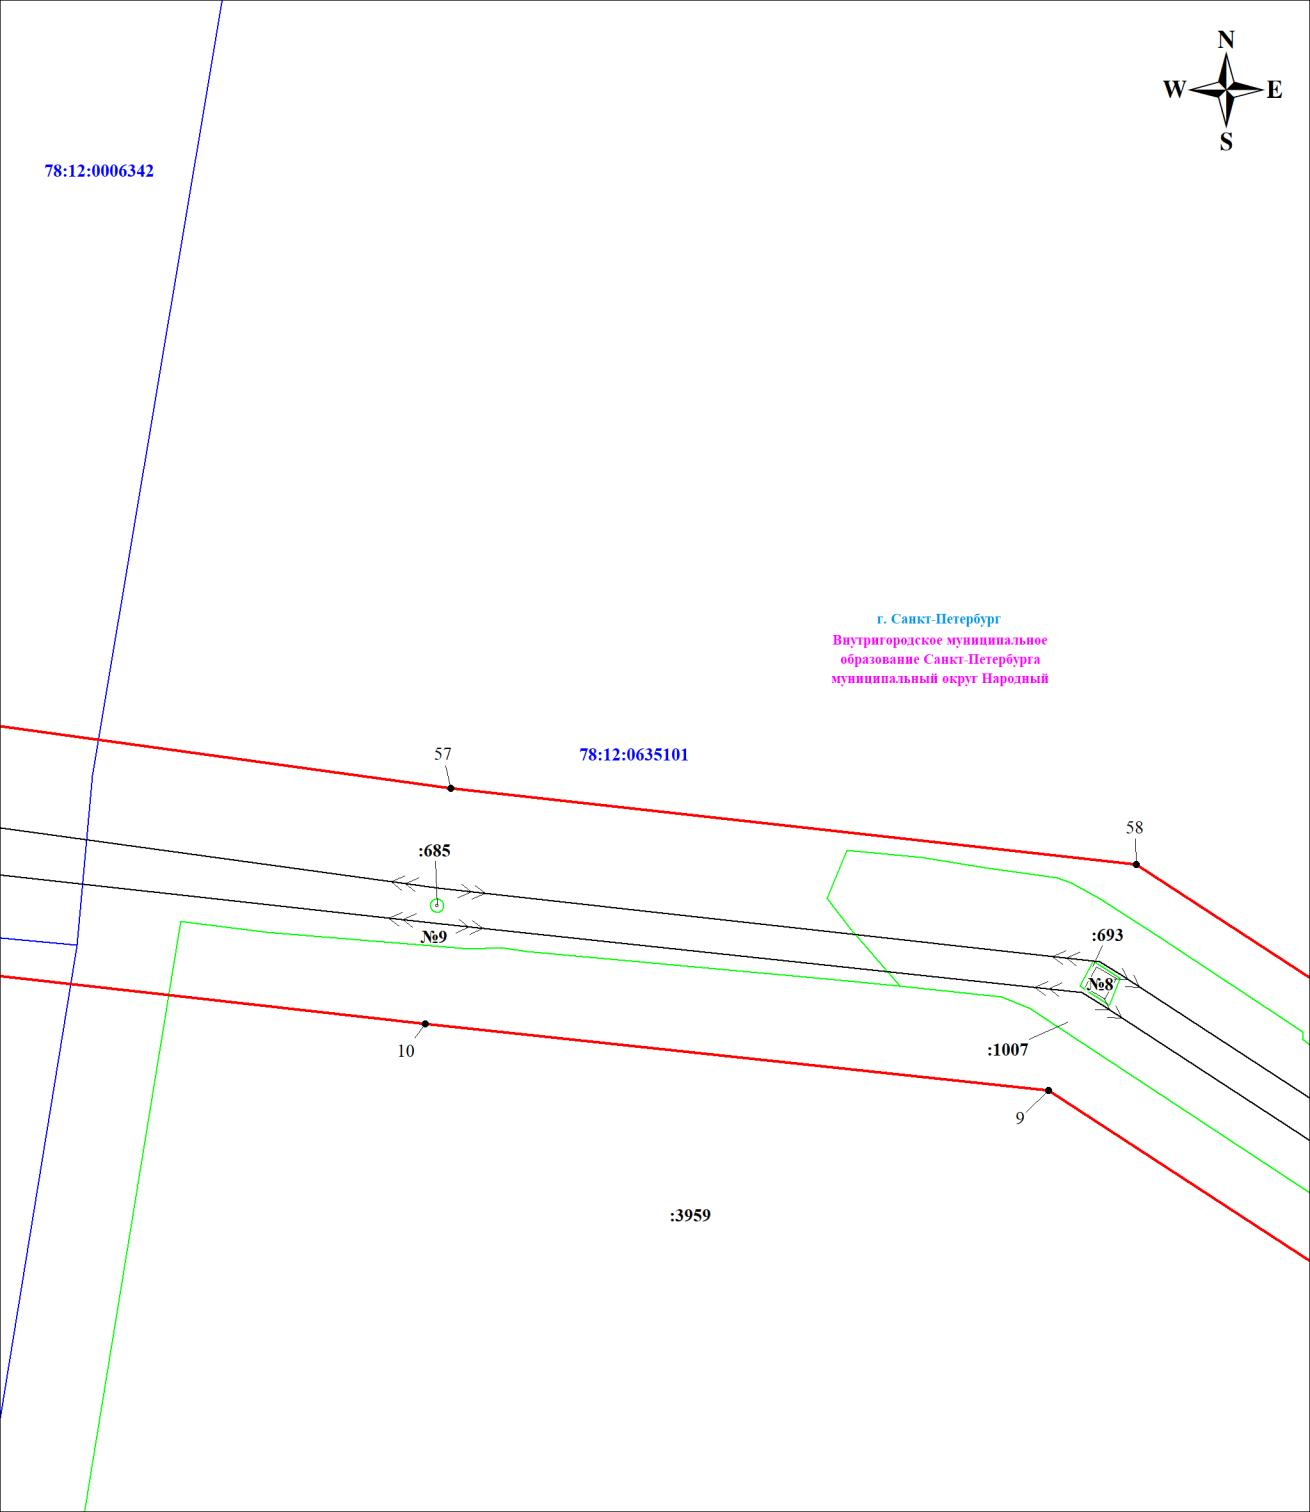 N
W E
S
78:12:0006342
г. Санкт-Петербург
Внутригородское муниципальное
образование Санкт-Петербурга
муниципальный округ Народный
57
78:12:0635101
58
:685
№9
:693
№8
10
:1007
9
:3959